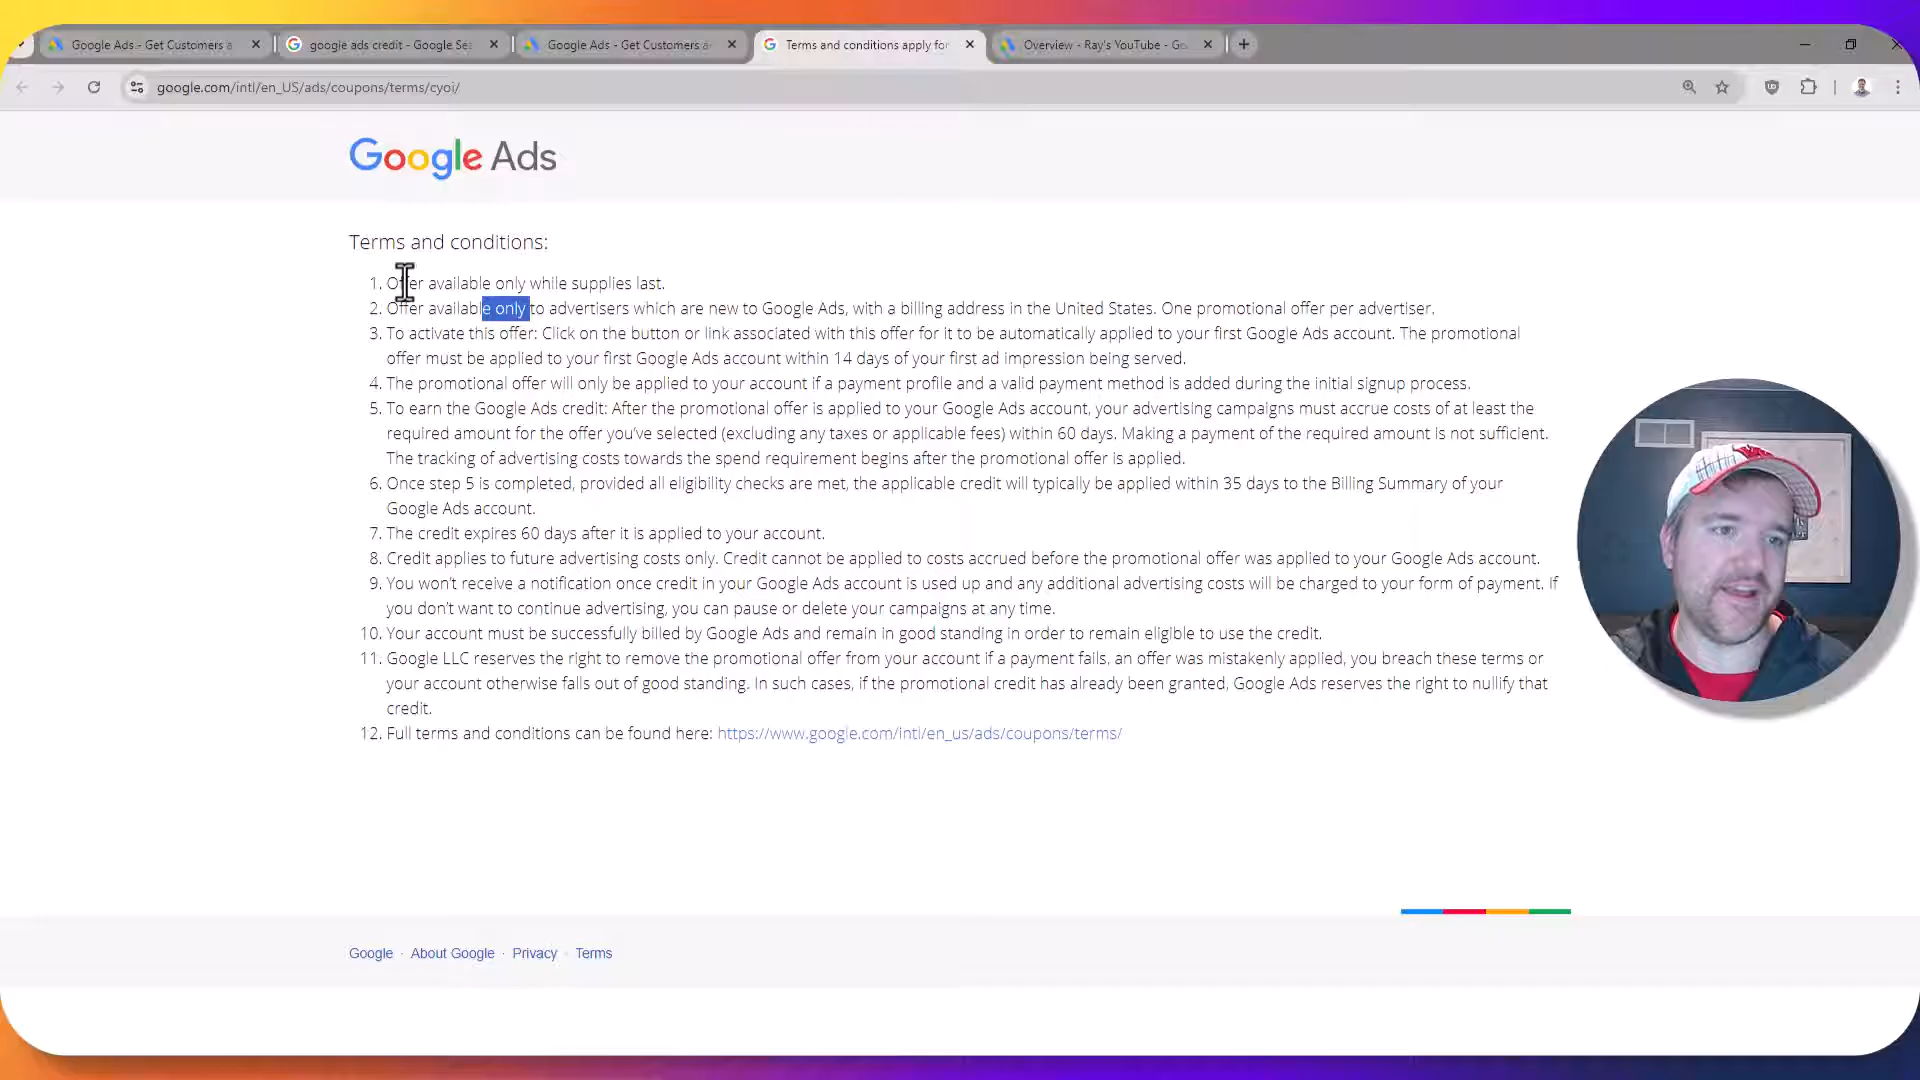 Google Ads - Get Customers a
google ads credit - Google Sea
Google Ads - Get Customers a
Terms and conditions apply for
Overview - Ray's YouTube - Go
google.com/intl/en_US/ads/coupons/terms/cyoi/
Google Ads
Terms and conditions:
1. Offer available only while supplies last.
2. Offer available only to advertisers which are new to Google Ads, with a billing address in the United States. One promotional offer per advertiser.
3. To activate this offer: Click on the button or link associated with this offer for it to be automatically applied to your first Google Ads account. The promotional
offer must be applied to your first Google Ads account within 14 days of your first ad impression being served.
4. The promotional offer will only be applied to your account if a payment profile and a valid payment method is added during the initial signup process.
5. To earn the Google Ads credit: After the promotional offer is applied to your Google Ads account, your advertising campaigns must accrue costs of at least the
required amount for the offer you've selected (excluding any taxes or applicable fees) within 60 days. Making a payment of the required amount is not sufficient.
The tracking of advertising costs towards the spend requirement begins after the promotional offer is applied.
6. Once step 5 is completed, provided all eligibility checks are met, the applicable credit will typically be applied within 35 days to the Billing Summary of your
Google Ads account.
7. The credit expires 60 days after it is applied to your account.
8. Credit applies to future advertising costs only. Credit cannot be applied to costs accrued before the promotional offer was applied to your Google Ads account.
9. You won't receive a notification once credit in your Google Ads account is used up and any additional advertising costs will be charged to your form of payment. If
you don't want to continue advertising, you can pause or delete your campaigns at any time.
10. Your account must be successfully billed by Google Ads and remain in good standing in order to remain eligible to use the credit.
11. Google LLC reserves the right to remove the promotional offer from your account if a payment fails, an offer was mistakenly applied, you breach these terms or
your account otherwise falls out of good standing. In such cases, if the promotional credit has already been granted, Google Ads reserves the right to nullify that
credit.
12. Full terms and conditions can be found here: https://www.google.com/intl/en_us/ads/coupons/terms/
Google · About Google · Privacy · Terms